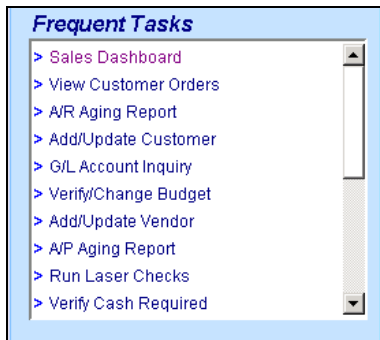 Frequent Tasks
> Sales Dashboard
> View Customer Orders
> A/R Aging Report
> Add/Update Customer
> G/L Account Inquiry
> Verify/Change Budget
> Add/Update Vendor
> A/P Aging Report
> Run Laser Checks
> Verify Cash Required